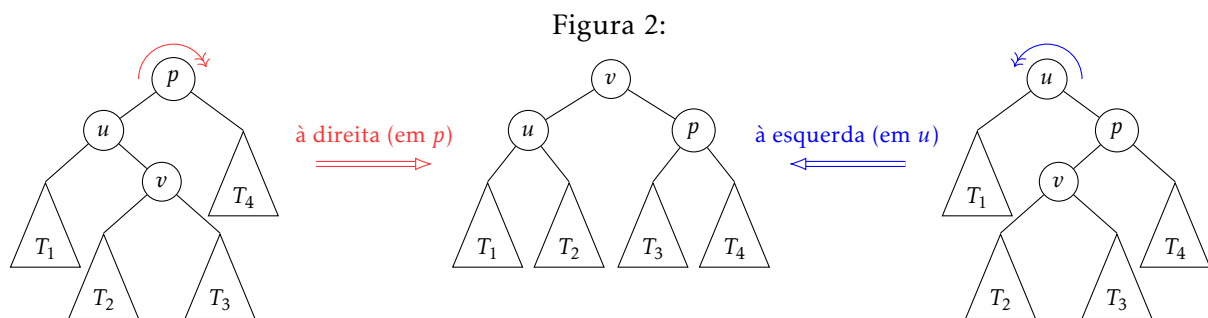 Figura 2:
p
v
u
u
à direita (em p)
u
p
à esquerda (em u)
p
v
v
T4
T1
T1
T1
T2
T3
T4
T4
T2
T3
T2
T3